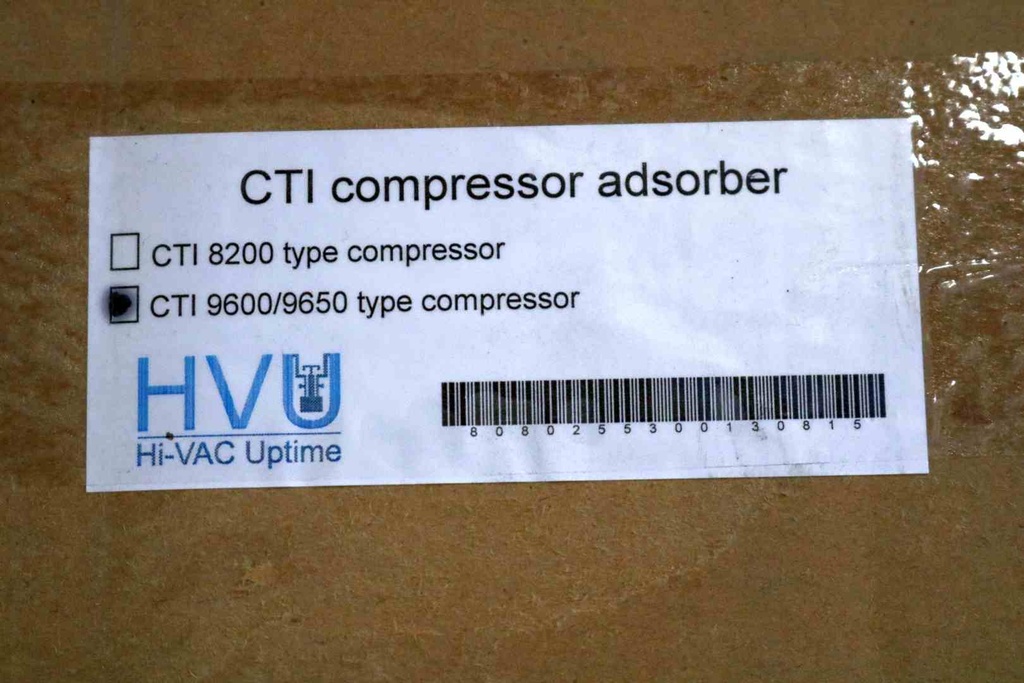 CTI compressor adsorber
CTI 8200 type compressor
CTI 9600/9650 type compressor
HVU
Hi-VAC Uptime
8080255300130815